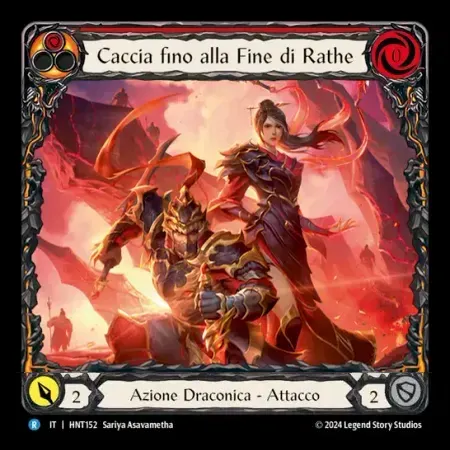 Caccia fino alla Fine di Rathe
0
2
Azione Draconica - Attacco
2
R IT | HNT152 Sariya Asavametha
© 2024 Legend Story Studios